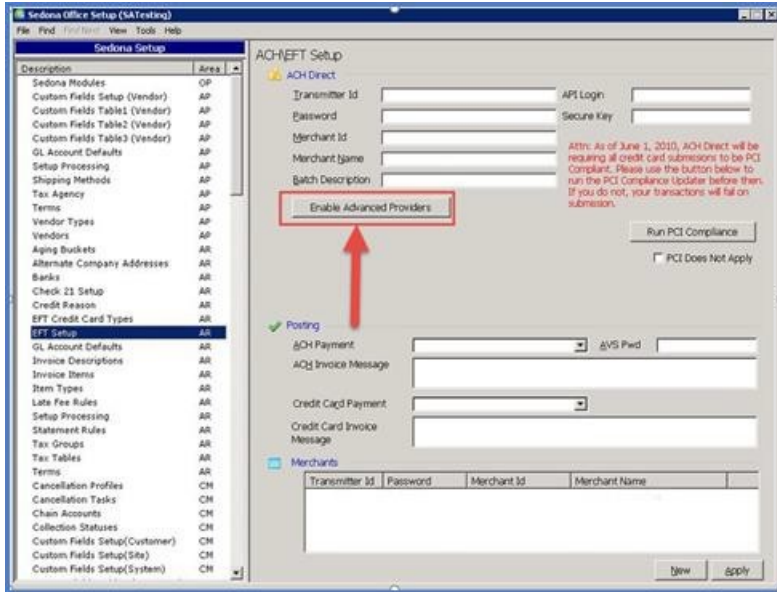 Sedona Office Setup (SATesting)
File Find Find Next View Tools Help
Sedona Setup
Description Area
Sedona Modules OP
Custom Fields Setup (Vendor) AP
Custom Fields Table1 (Vendor) AP
Custom Fields Table2 (Vendor) AP
Custom Fields Table3 (Vendor) AP
GL Account Defaults AP
Setup Processing AP
Shipping Methods AP
Tax Agency AP
Terms AP
Vendor Types AP
Vendors AP
Aging Buckets AR
Alternate Company Addresses AR
Banks AR
Check 21 Setup AR
Credit Reason AR
EFT Credit Card Types AR
EFT Setup AR
GL Account Defaults AR
Invoice Descriptions AR
Invoice Items AR
Item Types AR
Late Fee Rules AR
Setup Processing AR
Statement Rules AR
Tax Groups AR
Tax Tables AR
Terms AR
Cancellation Profiles CM
Cancellation Tasks CM
Chain Accounts CM
Collection Statuses CM
Custom Fields Setup(Customer) CM
Custom Fields Setup(Site) CM
Custom Fields Setup(System) CM
ACH\EFT Setup
ACH Direct
Transmitter Id API Login
Password Secure Key
Merchant Id
Merchant Name
Batch Description
Attn: As of June 1, 2010, ACH Direct will be
requiring all credit card submissions to be PCI
Compliant. Please use the button below to
run the PCI Compliance Updater before then.
If you do not, your transactions will fail on
submission.
Enable Advanced Providers
Run PCI Compliance
PCI Does Not Apply
Posting
ACH Payment AVS Pwd
ACH Invoice Message
Credit Card Payment
Credit Card Invoice
Message
Merchants
Transmitter Id Password Merchant Id Merchant Name
New Apply